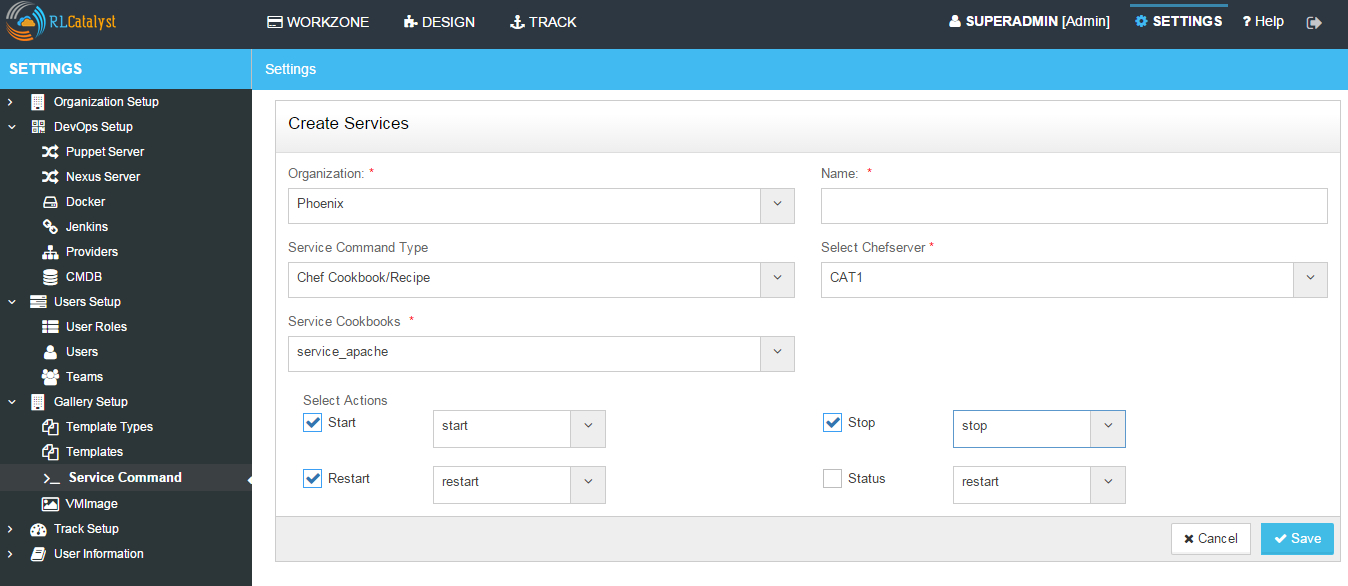 RLCatalyst WORKZONE DESIGN TRACK SUPERADMIN [Admin] SETTINGS ? Help
SETTINGS
Organization Setup
DevOps Setup
Puppet Server
Nexus Server
Docker
Jenkins
Providers
CMDB
Users Setup
User Roles
Users
Teams
Gallery Setup
Template Types
Templates
Service Command
VMImage
Track Setup
User Information
Settings
Create Services
Organization: * Name: *
Phoenix
Service Command Type Select Chefserver *
Chef Cookbook/Recipe CAT1
Service Cookbooks *
service_apache
Select Actions
Start start Stop stop
Restart restart Status restart
Cancel Save